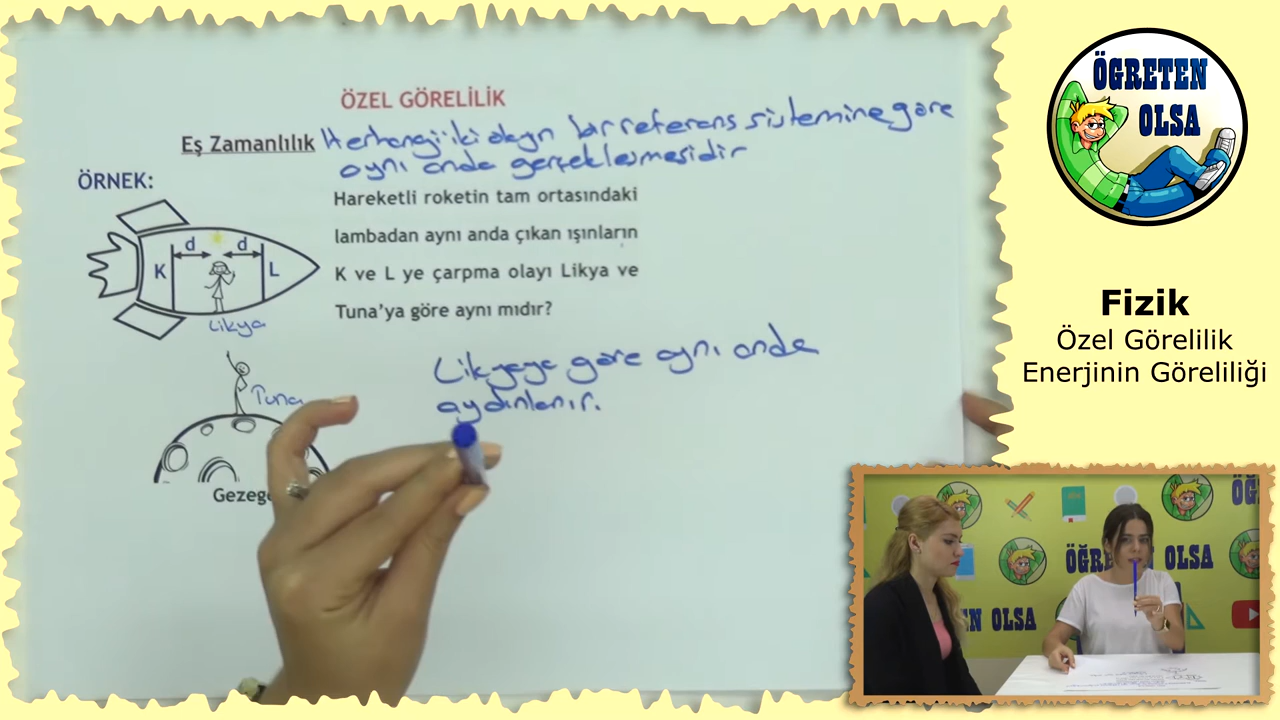 ÖZEL GÖRELİLİK
Eş Zamanlılık Herhangi iki olayın bir referans sistemine göre
aynı anda gerçekleşmesidir
ÖRNEK:
Hareketli roketin tam ortasındaki
lambadan aynı anda çıkan ışınların
K ve L ye çarpma olayı Likya ve
Tuna'ya göre aynı mıdır?
d d
K L
Likya
Tuna
Likyaya göre aynı anda
aydınlanır.
ÖĞRETEN
OLSA
Fizik
Özel Görelilik
Enerjinin Göreliliği
OLSA
OLSA